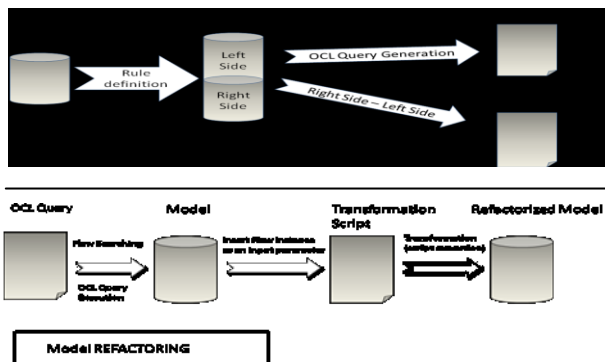 Rule
definition
Left
Side
Right
Side
OCL Query Generation
Right Side – Left Side
OCL Query
Model
Transformation
Script
Refactorized Model
Flaw Searching
OCL Query
Execution
Insert Flaw Instance
as an input parameter
Transformation
(script execution)
Model REFACTORING